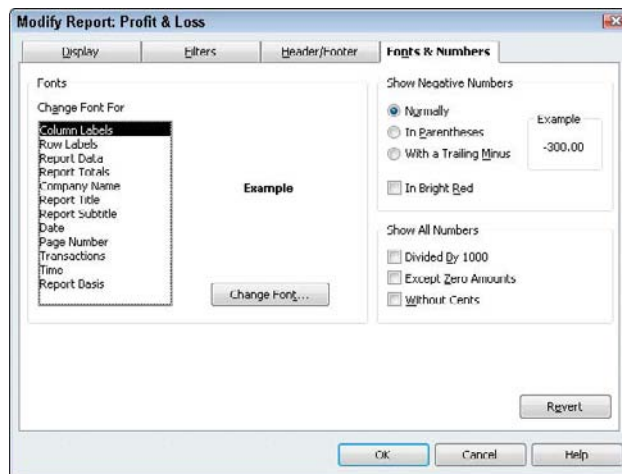 Modify Report: Profit & Loss
Display
Filters
Header/Footer
Fonts & Numbers
Fonts
Change Font For
Column Labels
Row Labels
Report Data
Report Totals
Company Name
Report Title
Report Subtitle
Date
Page Number
Transactions
Time
Report Basis
Example
Change Font...
Show Negative Numbers
Normally
In Parentheses
With a Trailing Minus
Example
-300.00
In Bright Red
Show All Numbers
Divided By 1000
Except Zero Amounts
Without Cents
Revert
OK
Cancel
Help